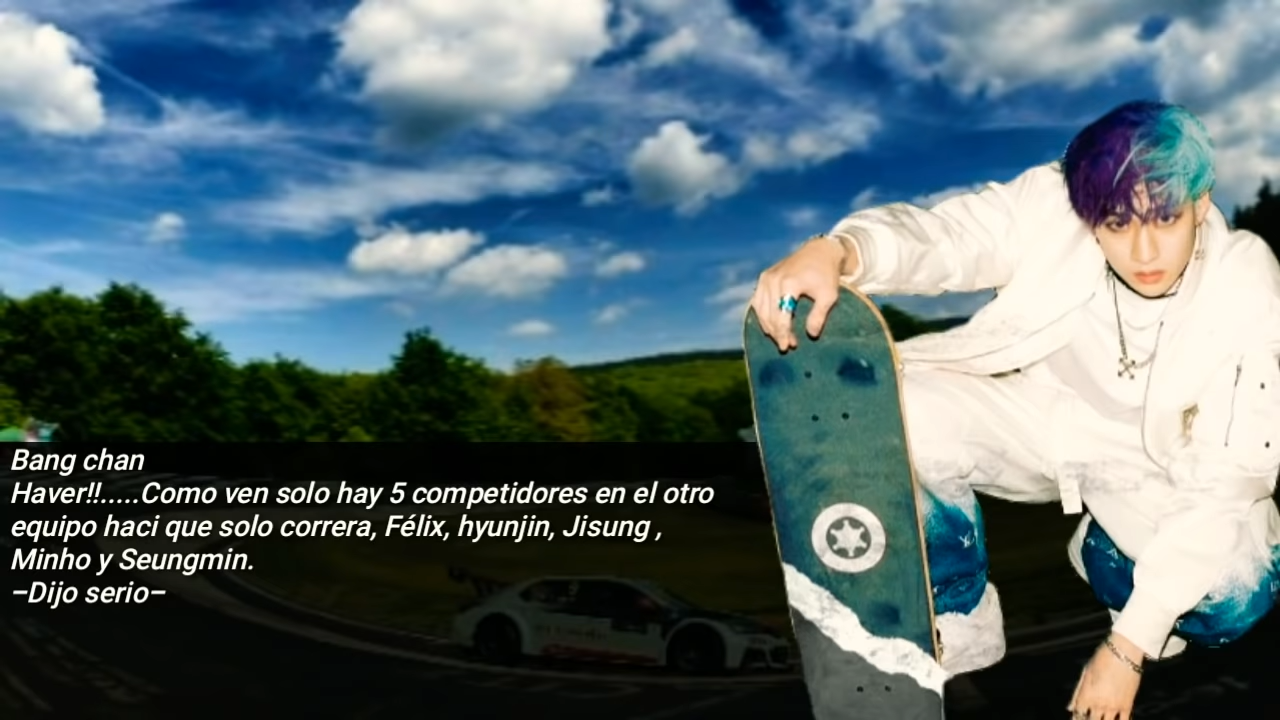 Bang chan
Haver!!.....Como ven solo hay 5 competidores en el otro
equipo haci que solo correra, Félix, hyunjin, Jisung ,
Minho y Seungmin.
–Dijo serio–